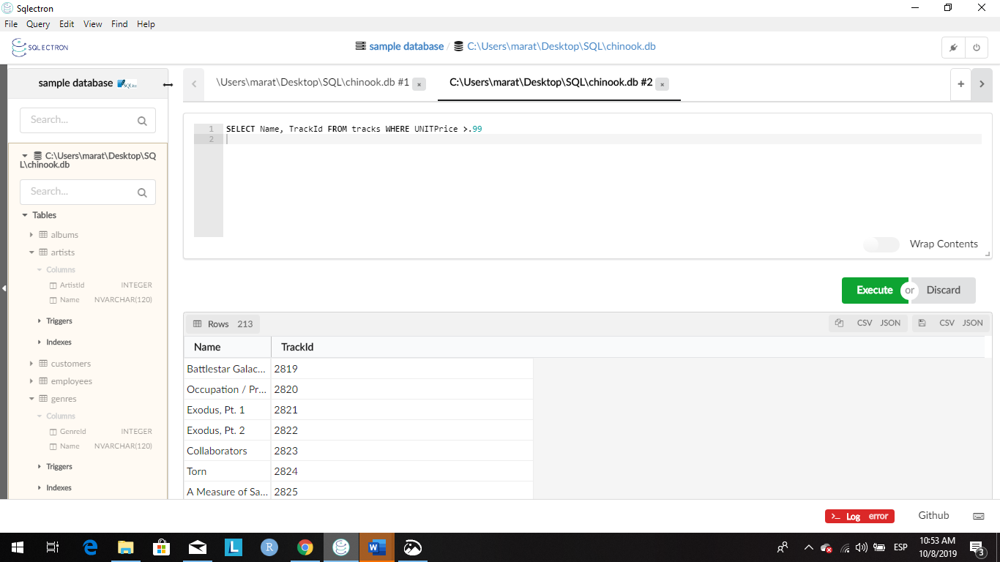 Sqlectron
File Query Edit View Find Help
SQLECTRON
sample database / C:\Users\marat\Desktop\SQL\chinook.db
sample database SQLite
\Users\marat\Desktop\SQL\chinook.db #1 ×
C:\Users\marat\Desktop\SQL\chinook.db #2 ×
+
Search...
1 SELECT Name, TrackId FROM tracks WHERE UNITPrice >.99
2
C:\Users\marat\Desktop\SQ
L\chinook.db
Search...
Tables
albums
artists
Columns
ArtistId INTEGER
Name NVARCHAR(120)
Triggers
Indexes
customers
employees
genres
Columns
GenreId INTEGER
Name NVARCHAR(120)
Triggers
Indexes
Wrap Contents
Execute or Discard
Rows 213
CSV JSON
CSV JSON
Name TrackId
Battlestar Galac... 2819
Occupation / Pr... 2820
Exodus, Pt. 1 2821
Exodus, Pt. 2 2822
Collaborators 2823
Torn 2824
A Measure of Sa... 2825
>_ Log error
Github
L
R
W
ESP
10:53 AM
10/8/2019
3